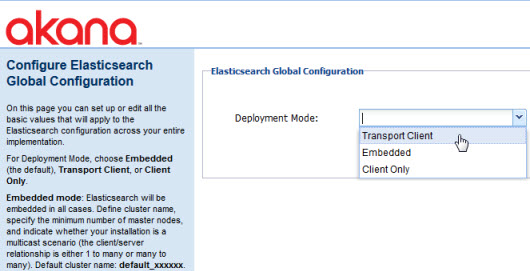 akana
Configure Elasticsearch
Global Configuration
On this page you can set up or edit all the
basic values that will apply to the
Elasticsearch configuration across your entire
implementation.
For Deployment Mode, choose Embedded
(the default), Transport Client, or Client
Only.
Embedded mode: Elasticsearch will be
embedded in all cases. Define cluster name,
specify the minimum number of master nodes,
and indicate whether your installation is a
multicast scenario (the client/server
relationship is either 1 to many or many to
many). Default cluster name: default_xxxxxx.
Elasticsearch Global Configuration
Deployment Mode:
Transport Client
Embedded
Client Only